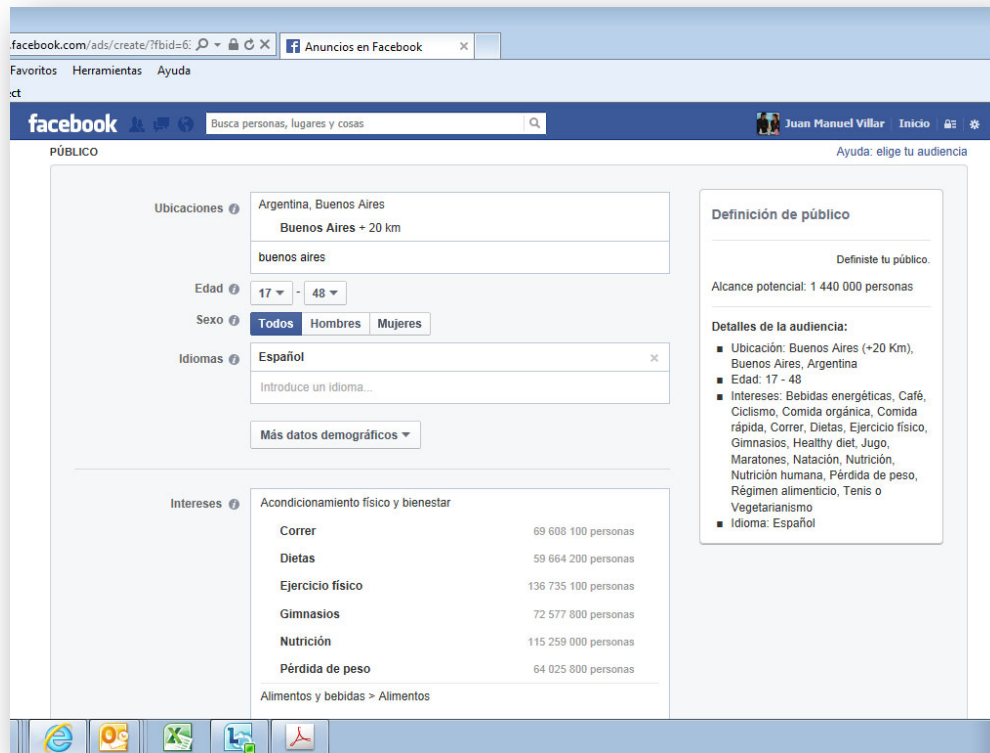 .facebook.com/ads/create/?fbid=6:
Anuncios en Facebook
Favoritos Herramientas Ayuda
ct
facebook
Busca personas, lugares y cosas
Juan Manuel Villar Inicio
PÚBLICO
Ayuda: elige tu audiencia
Ubicaciones
Argentina, Buenos Aires
Buenos Aires + 20 km
buenos aires
Edad
17 - 48
Sexo
Todos Hombres Mujeres
Idiomas
Español
Introduce un idioma...
Más datos demográficos
Intereses
Acondicionamiento físico y bienestar
Correr 69 608 100 personas
Dietas 59 664 200 personas
Ejercicio físico 136 735 100 personas
Gimnasios 72 577 800 personas
Nutrición 115 259 000 personas
Pérdida de peso 64 025 800 personas
Alimentos y bebidas > Alimentos
Definición de público
Definiste tu público.
Alcance potencial: 1 440 000 personas
Detalles de la audiencia:
Ubicación: Buenos Aires (+20 Km),
Buenos Aires, Argentina
Edad: 17 - 48
Intereses: Bebidas energéticas, Café,
Ciclismo, Comida orgánica, Comida
rápida, Correr, Dietas, Ejercicio físico,
Gimnasios, Healthy diet, Jugo,
Maratones, Natación, Nutrición,
Nutrición humana, Pérdida de peso,
Régimen alimenticio, Tenis o
Vegetarianismo
Idioma: Español